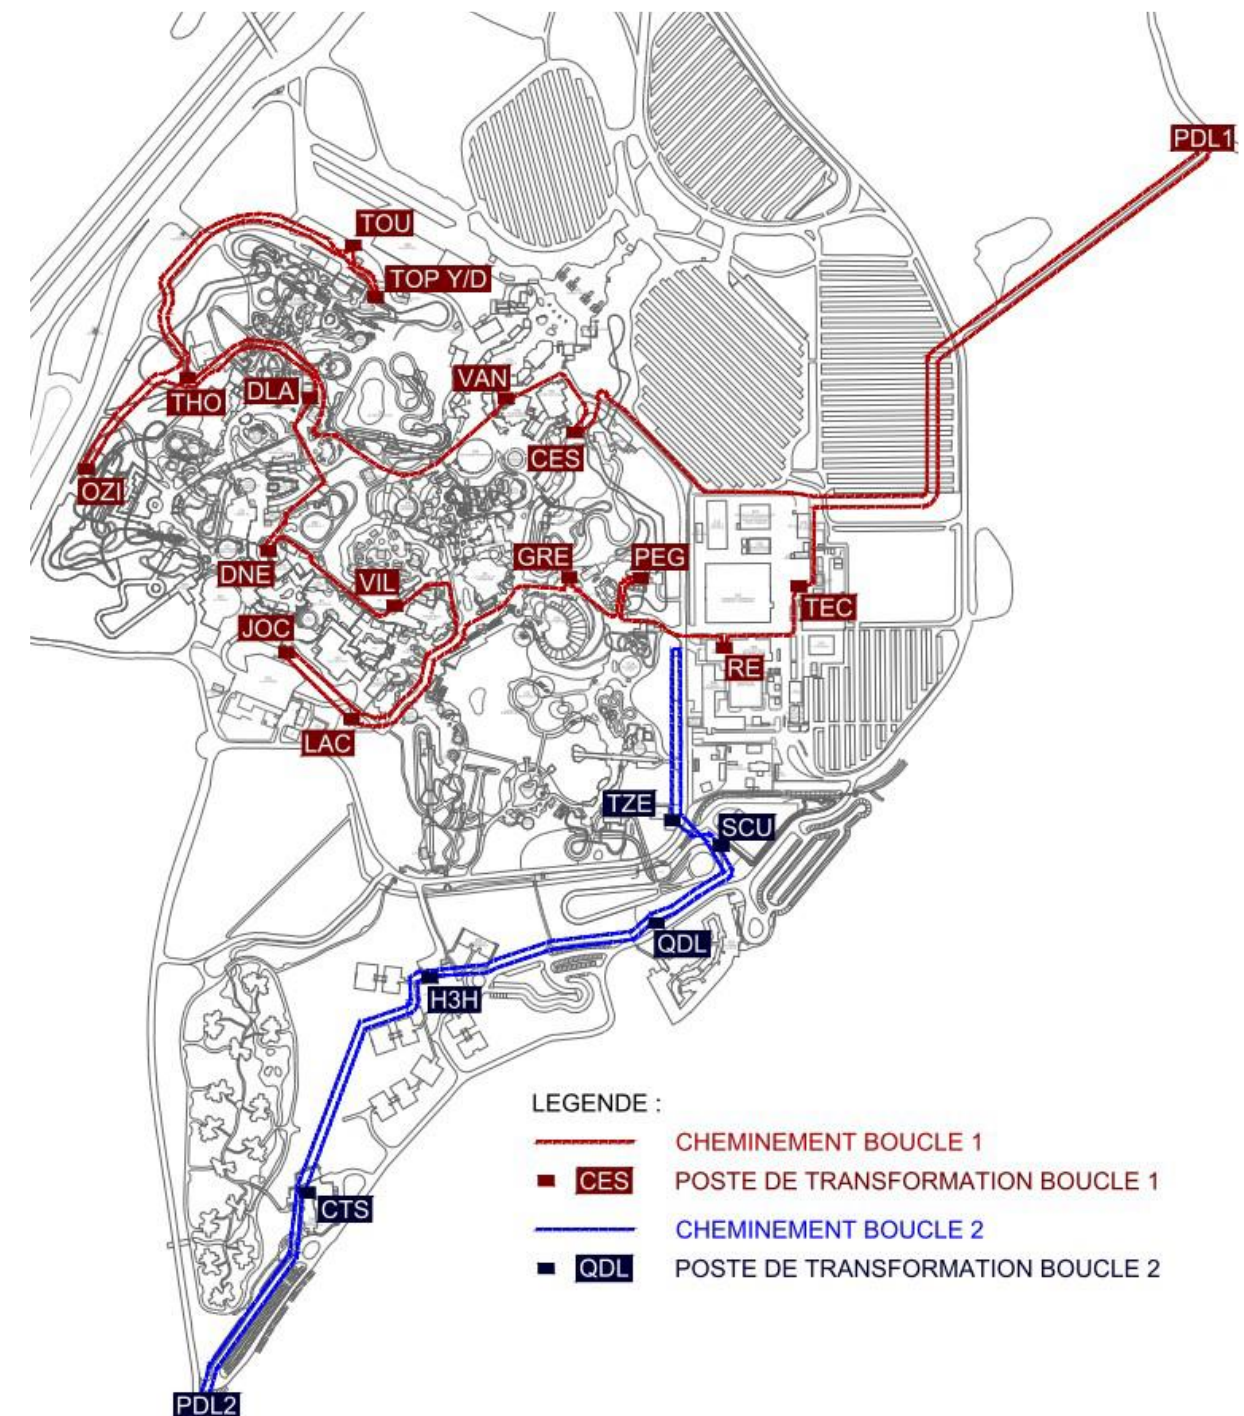 PDL1
TOU
TOP Y/D
VAN
DLA
THO
CES
OZI
GRE
PEG
DNE
VIL
TEC
JOC
RE
LAC
TZE
SCU
QDL
H3H
LEGENDE :
CHEMINEMENT BOUCLE 1
CES POSTE DE TRANSFORMATION BOUCLE 1
CTS
CHEMINEMENT BOUCLE 2
QDL POSTE DE TRANSFORMATION BOUCLE 2
PDL2